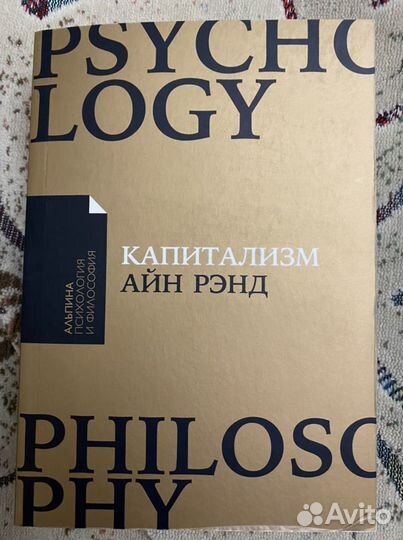 PSYCHO
LOGY
КАПИТАЛИЗМ
АЙН РЭНД
АЛЬПИНА
ПСИХОЛОГИЯ
И ФИЛОСОФИЯ
PHILOSO
PHY
Avito